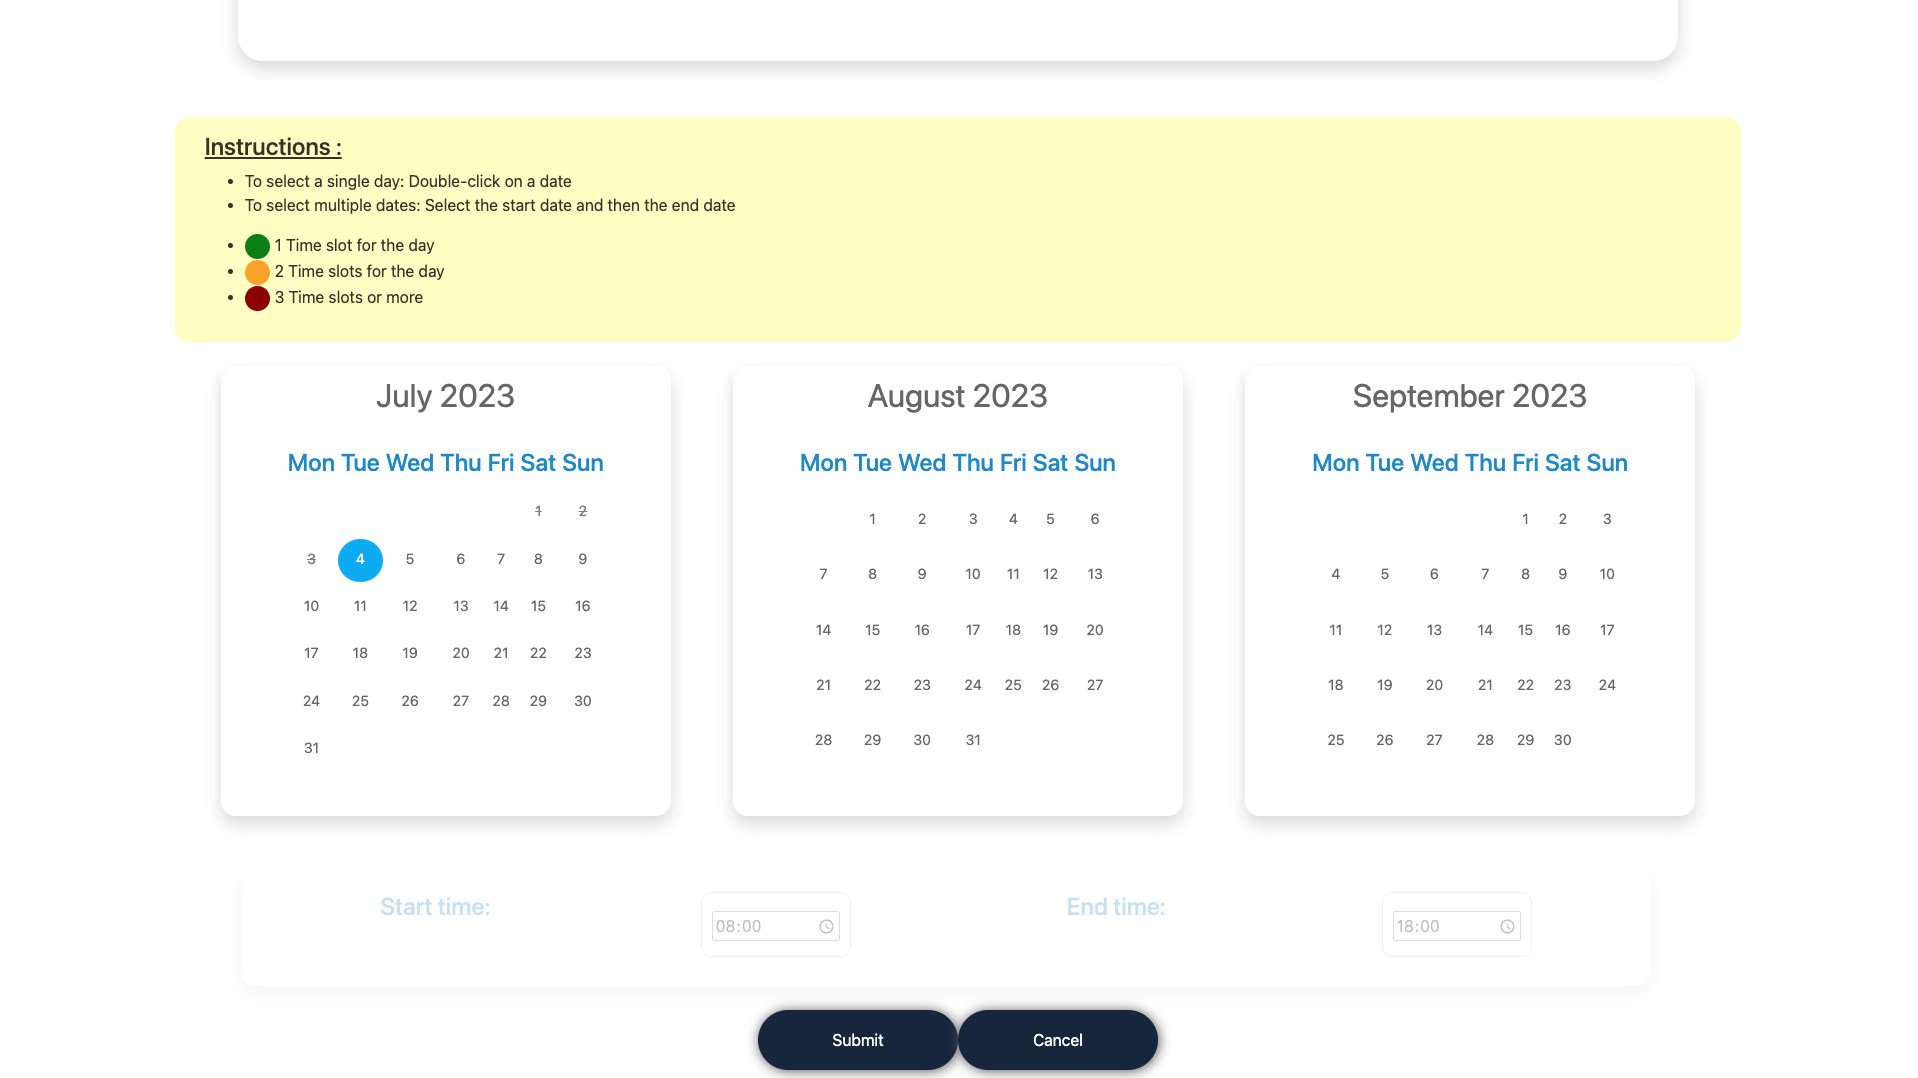 Instructions :
To select a single day: Double-click on a date
To select multiple dates: Select the start date and then the end date
1 Time slot for the day
2 Time slots for the day
3 Time slots or more
July 2023
Mon Tue Wed Thu Fri Sat Sun
1 2
3 4 5 6 7 8 9
10 11 12 13 14 15 16
17 18 19 20 21 22 23
24 25 26 27 28 29 30
31
August 2023
Mon Tue Wed Thu Fri Sat Sun
1 2 3 4 5 6
7 8 9 10 11 12 13
14 15 16 17 18 19 20
21 22 23 24 25 26 27
28 29 30 31
September 2023
Mon Tue Wed Thu Fri Sat Sun
1 2 3
4 5 6 7 8 9 10
11 12 13 14 15 16 17
18 19 20 21 22 23 24
25 26 27 28 29 30
Start time: 08:00 End time: 18:00
Submit Cancel